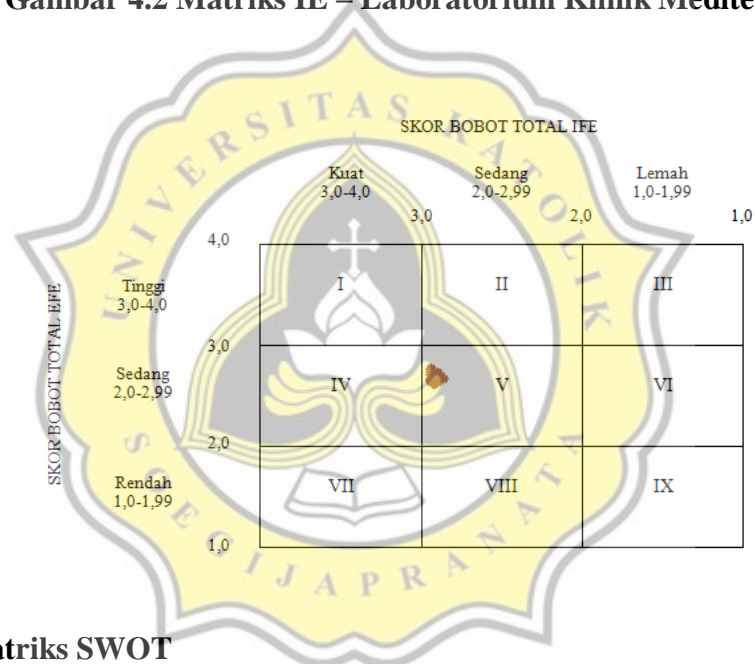 Gambar 4.2 Matriks IE – Laboratorium Klinik Medite
SKOR BOBOT TOTAL IFE
Kuat Sedang Lemah
3,0-4,0 2,0-2,99 1,0-1,99
3,0 2,0 1,0
4,0
Tinggi I II III
3,0-4,0
3,0
Sedang IV V VI
2,0-2,99
2,0
Rendah VII VIII IX
1,0-1,99
1,0
SKOR BOBOT TOTAL EFE
UNIVERSITAS KATOLIK
SOEGIJAPRANATA
atriks SWOT